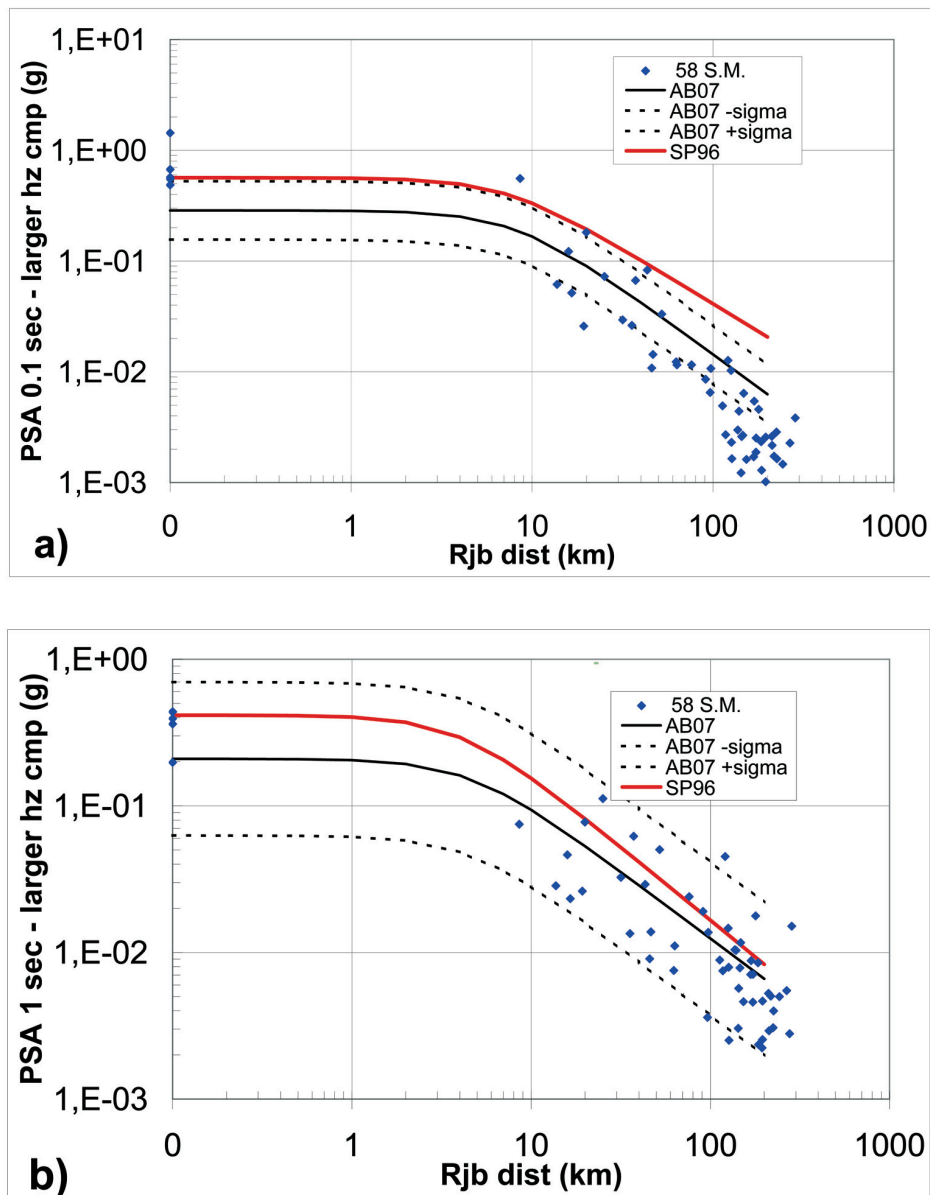 1,E+01
1,E+00
1,E-01
1,E-02
1,E-03
PSA 0.1 sec - larger hz cmp (g)
58 S.M.
AB07
AB07 -sigma
AB07 +sigma
SP96
0 1 10 100 1000
Rjb dist (km)
a)
1,E+00
1,E-01
1,E-02
1,E-03
PSA 1 sec - larger hz cmp (g)
58 S.M.
AB07
AB07 -sigma
AB07 +sigma
SP96
0 1 10 100 1000
Rjb dist (km)
b)